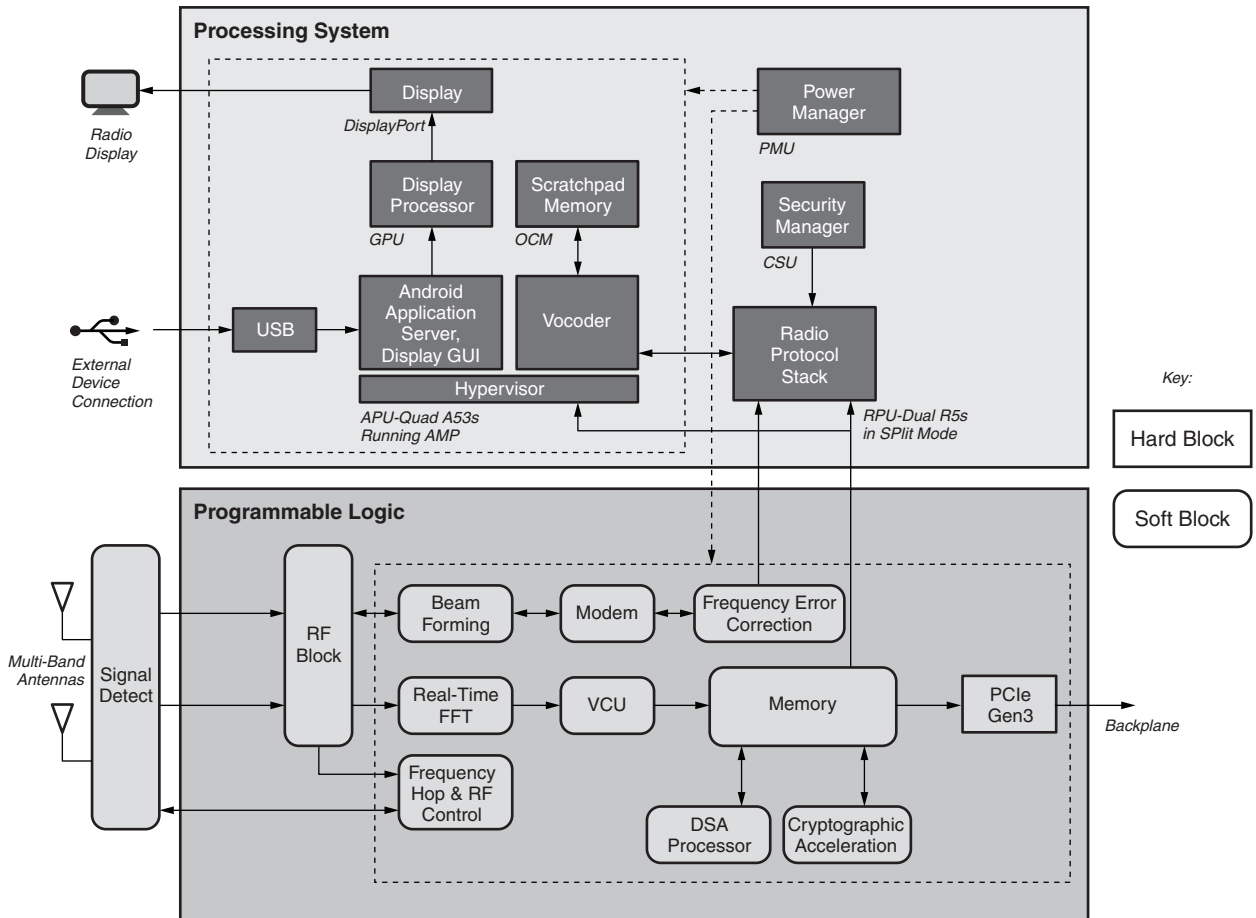 Processing System
Display
DisplayPort
Radio
Display
Power
Manager
PMU
Display
Processor
GPU
Scratchpad
Memory
OCM
Security
Manager
CSU
USB
Android
Application
Server,
Display GUI
Vocoder
Radio
Protocol
Stack
External
Device
Connection
Hypervisor
APU-Quad A53s
Running AMP
RPU-Dual R5s
in SPlit Mode
Key:
Hard Block
Soft Block
Programmable Logic
Multi-Band
Antennas
Signal
Detect
RF
Block
Beam
Forming
Modem
Frequency Error
Correction
Real-Time
FFT
VCU
Memory
PCIe
Gen3
Backplane
Frequency
Hop & RF
Control
DSA
Processor
Cryptographic
Acceleration